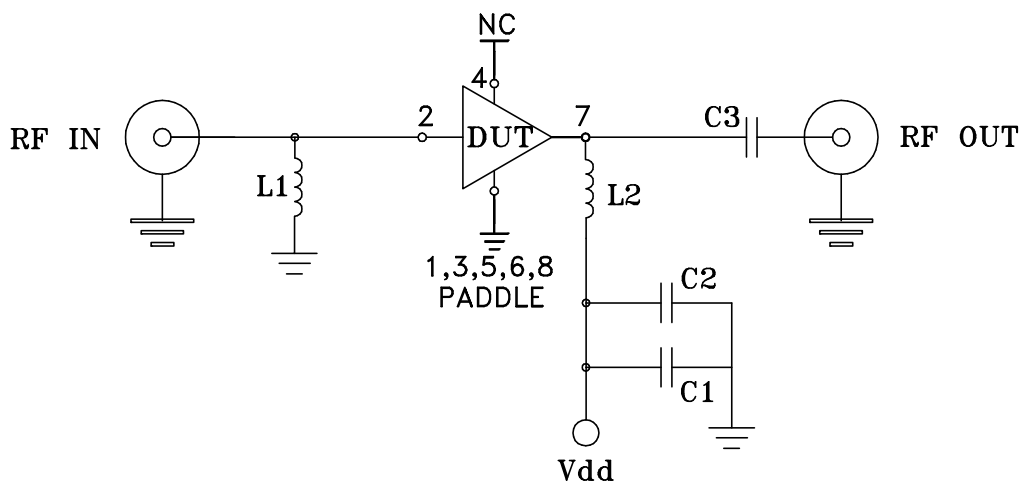 NC
4
RF IN
2
DUT
7
C3
RF OUT
L1
L2
1,3,5,6,8
PADDLE
C2
C1
Vdd